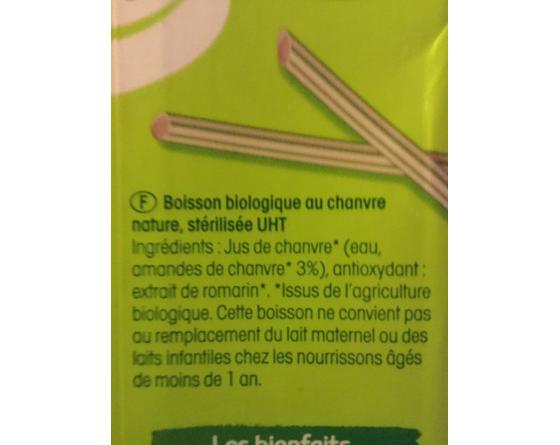 F Boisson biologique au chanvre
nature, stérilisée UHT
Ingrédients : Jus de chanvre* (eau,
amandes de chanvre* 3%), antioxydant :
extrait de romarin*. *Issus de l'agriculture
biologique. Cette boisson ne convient pas
au remplacement du lait maternel ou des
laits infantiles chez les nourrissons âgés
de moins de 1 an.
Les bienfaits